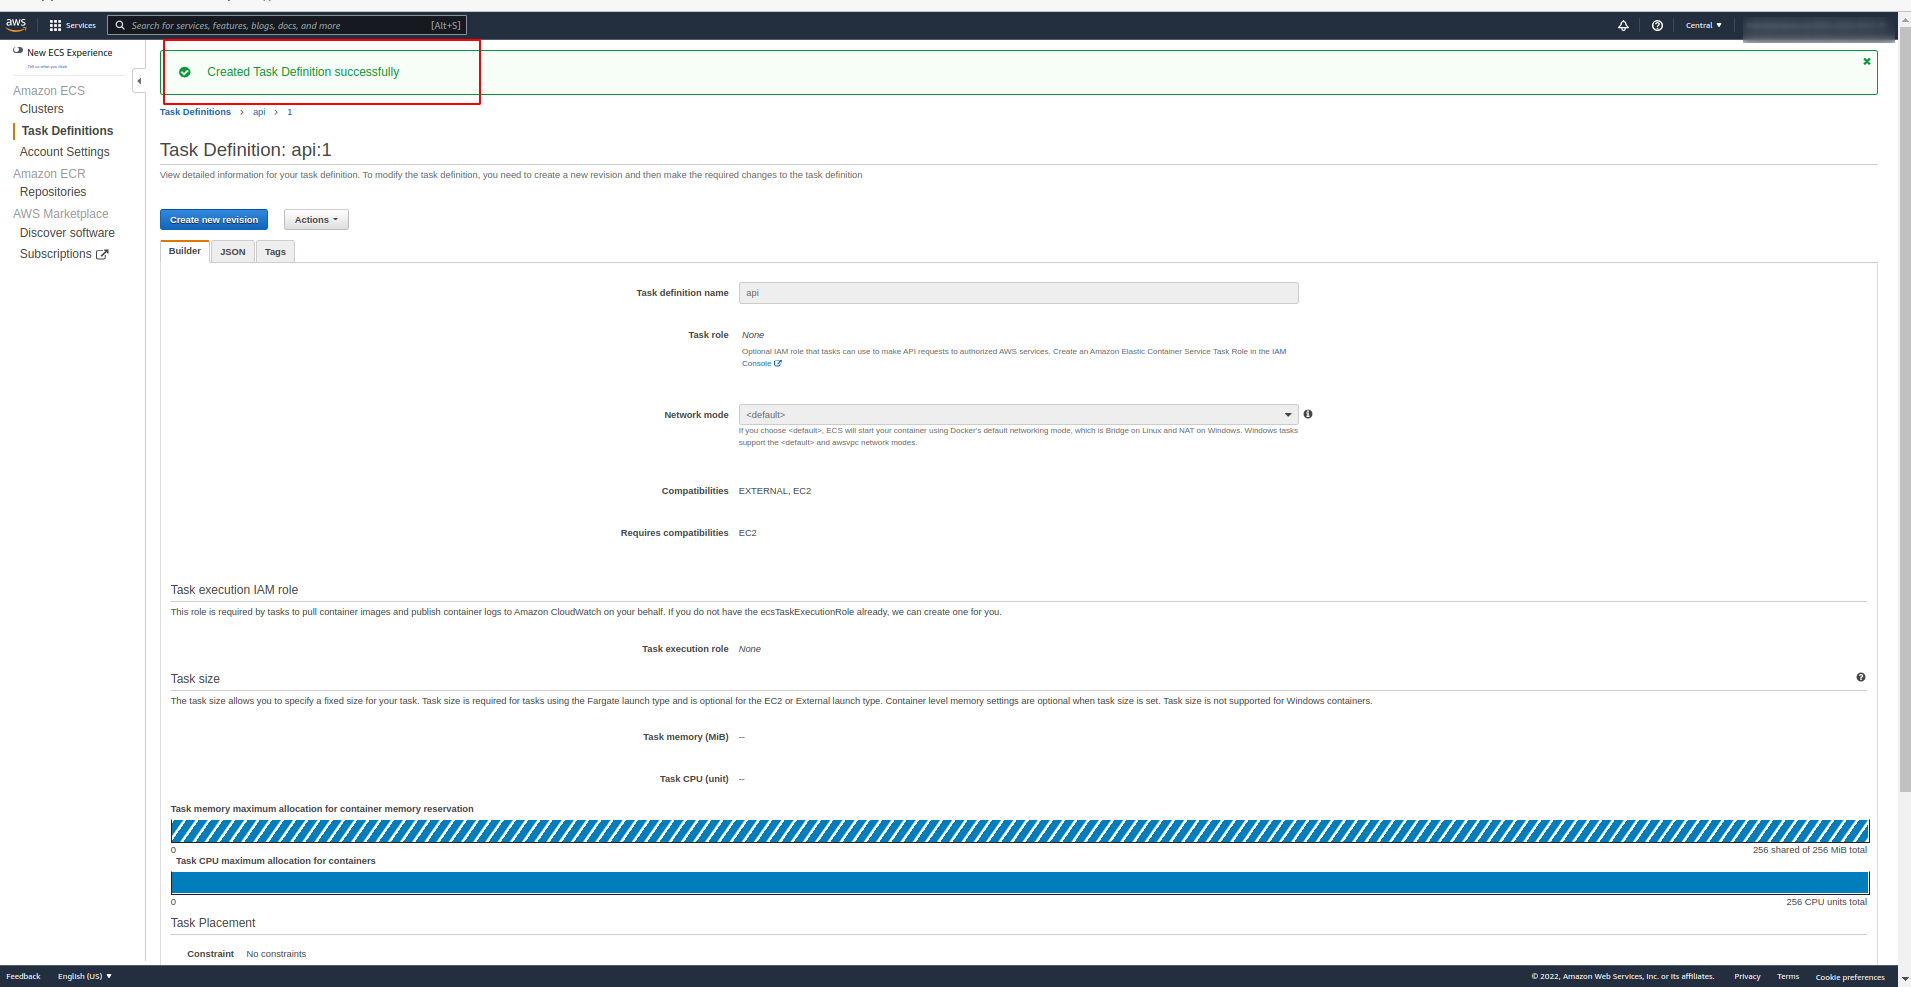 aws
Services
Search for services, features, blogs, docs, and more
[Alt+S]
Central ▼
New ECS Experience
Tell us what you think
Amazon ECS
Clusters
Task Definitions
Account Settings
Amazon ECR
Repositories
AWS Marketplace
Discover software
Subscriptions
Created Task Definition successfully
Task Definitions > api > 1
Task Definition: api:1
View detailed information for your task definition. To modify the task definition, you need to create a new revision and then make the required changes to the task definition
Create new revision
Actions
Builder
JSON
Tags
Task definition name api
Task role None
Optional IAM role that tasks can use to make API requests to authorized AWS services. Create an Amazon Elastic Container Service Task Role in the IAM
Console
Network mode <default>
If you choose <default>, ECS will start your container using Docker's default networking mode, which is Bridge on Linux and NAT on Windows. Windows tasks
support the <default> and awsvpc network modes.
Compatibilities EXTERNAL, EC2
Requires compatibilities EC2
Task execution IAM role
This role is required by tasks to pull container images and publish container logs to Amazon CloudWatch on your behalf. If you do not have the ecsTaskExecutionRole already, we can create one for you.
Task execution role None
Task size
The task size allows you to specify a fixed size for your task. Task size is required for tasks using the Fargate launch type and is optional for the EC2 or External launch type. Container level memory settings are optional when task size is set. Task size is not supported for Windows containers.
Task memory (MiB) --
Task CPU (unit) --
Task memory maximum allocation for container memory reservation
0
256 shared of 256 MiB total
Task CPU maximum allocation for containers
0
256 CPU units total
Task Placement
Constraint No constraints
Feedback
English (US) ▼
© 2022, Amazon Web Services, Inc. or its affiliates.
Privacy
Terms
Cookie preferences